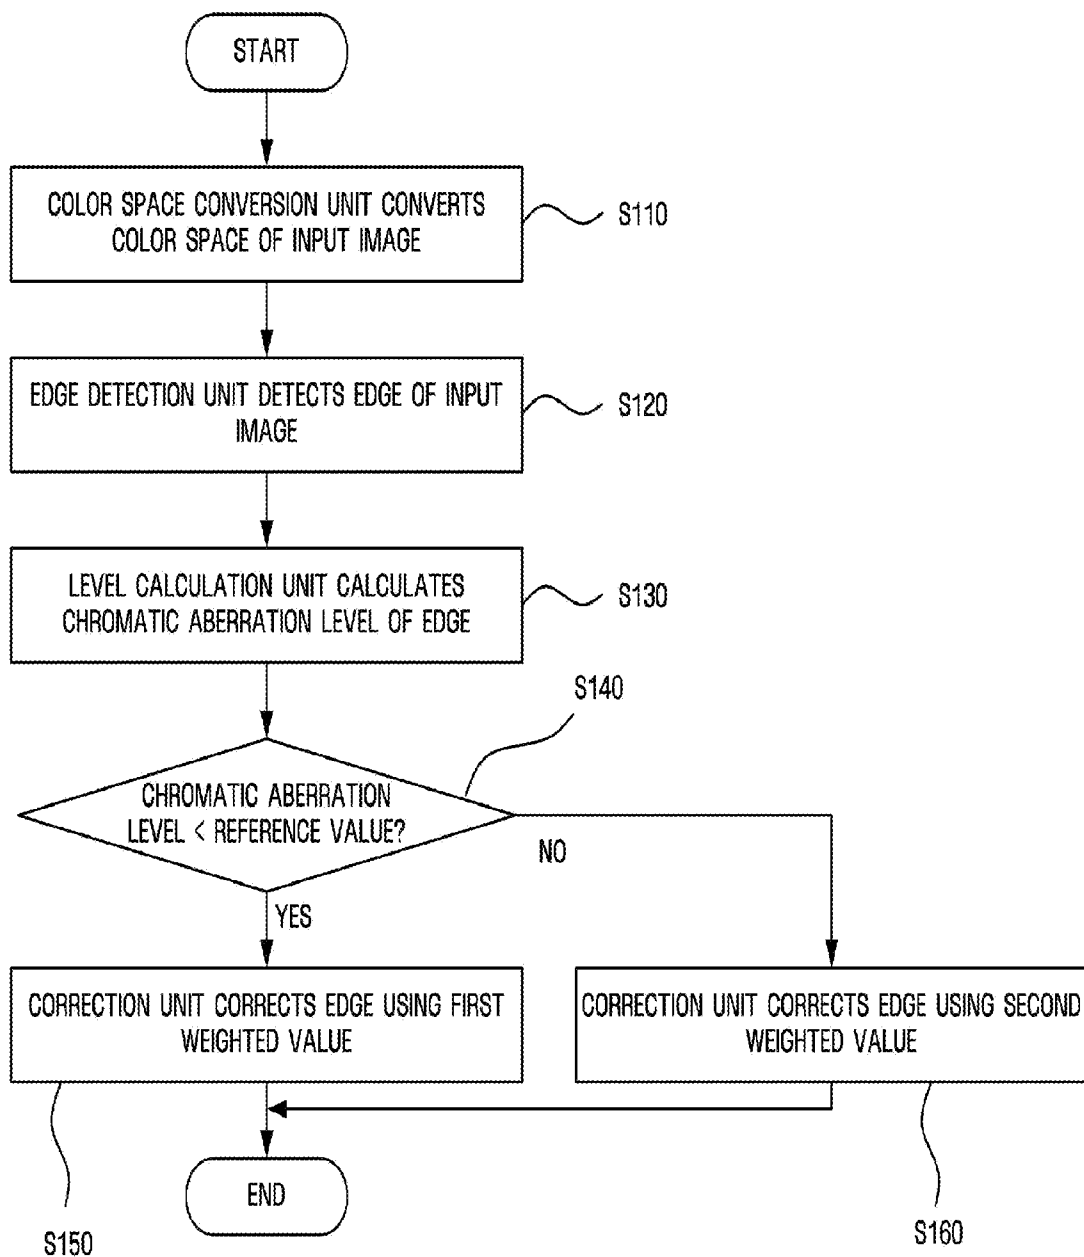 START
COLOR SPACE CONVERSION UNIT CONVERTS
COLOR SPACE OF INPUT IMAGE
S110
EDGE DETECTION UNIT DETECTS EDGE OF INPUT
IMAGE
S120
LEVEL CALCULATION UNIT CALCULATES
CHROMATIC ABERRATION LEVEL OF EDGE
S130
S140
CHROMATIC ABERRATION
LEVEL < REFERENCE VALUE?
NO
YES
CORRECTION UNIT CORRECTS EDGE USING FIRST
WEIGHTED VALUE
CORRECTION UNIT CORRECTS EDGE USING SECOND
WEIGHTED VALUE
END
S150
S160